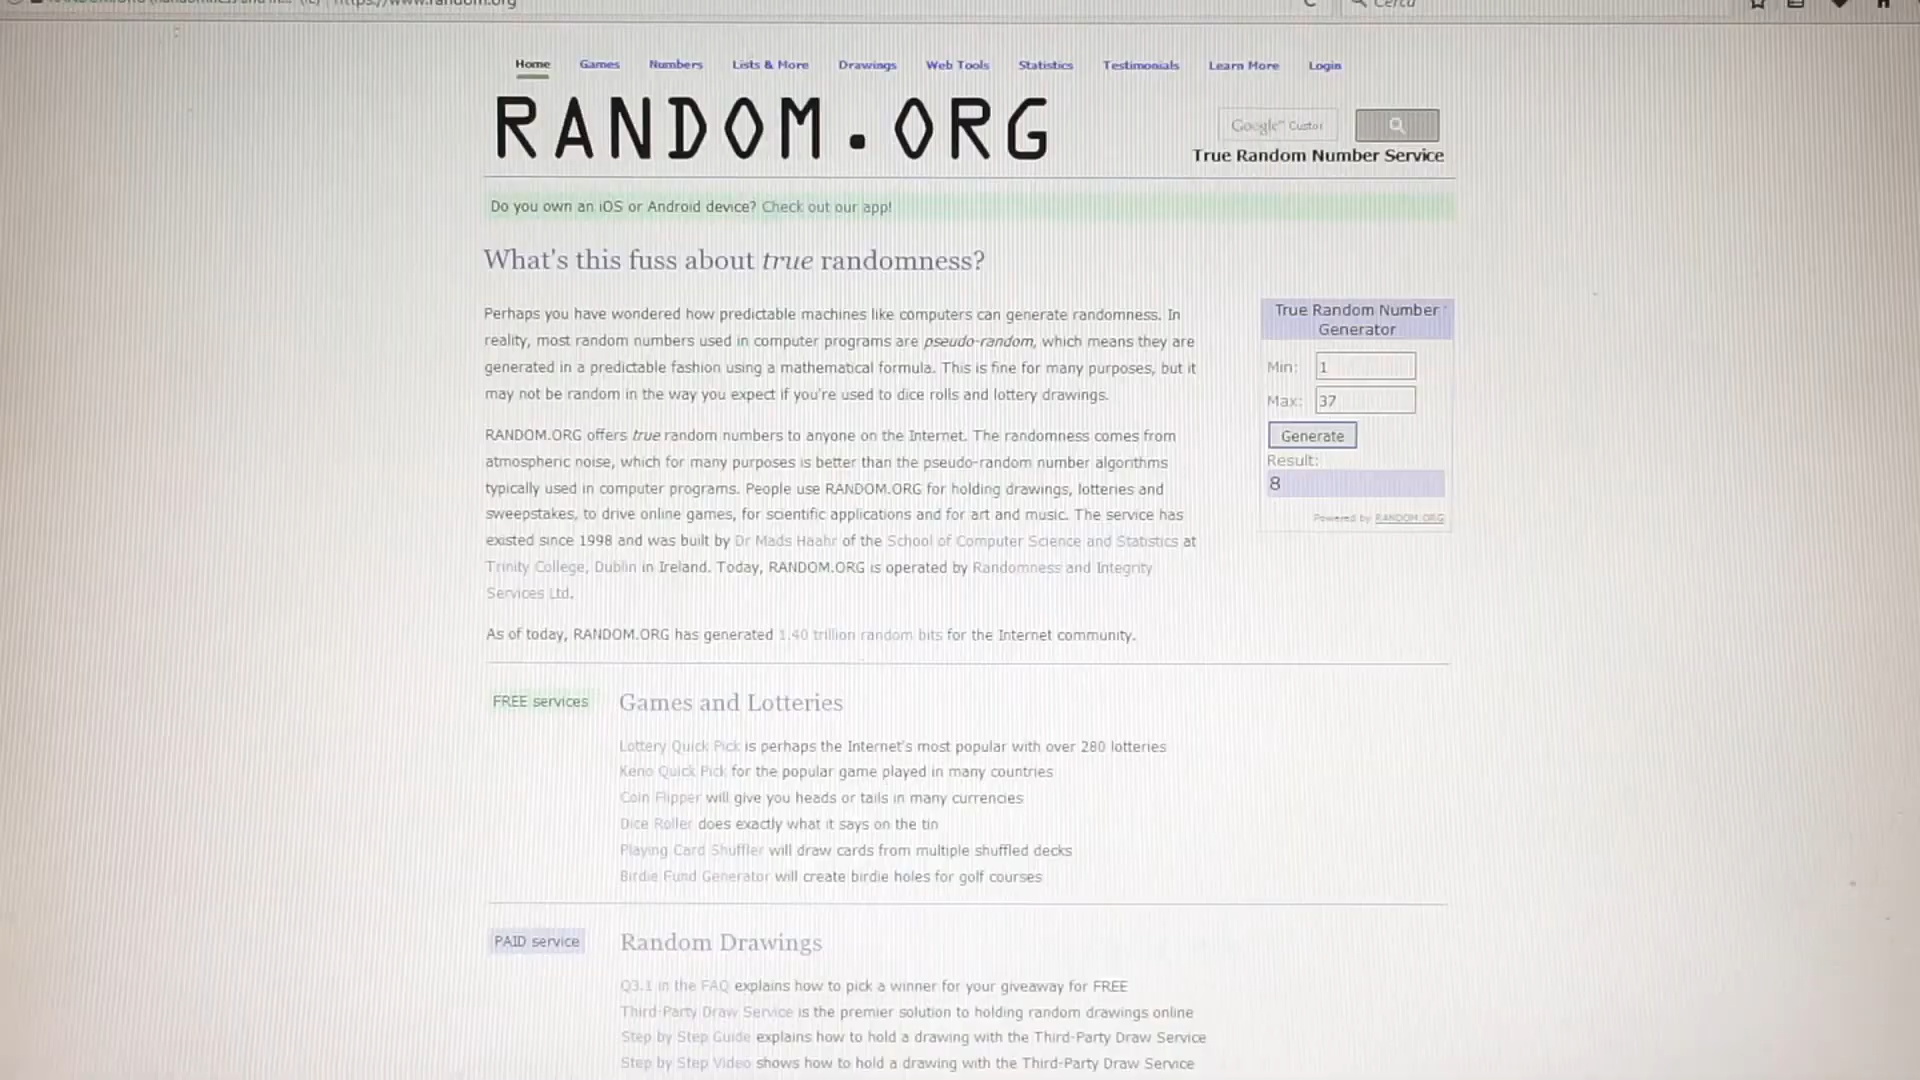 https://www.random.org
Cerca
Home Games Numbers Lists & More Drawings Web Tools Statistics Testimonials Learn More Login
RANDOM.ORG
Google™ Custor
True Random Number Service
Do you own an iOS or Android device? Check out our app!
What's this fuss about true randomness?
Perhaps you have wondered how predictable machines like computers can generate randomness. In
reality, most random numbers used in computer programs are pseudo-random, which means they are
generated in a predictable fashion using a mathematical formula. This is fine for many purposes, but it
may not be random in the way you expect if you're used to dice rolls and lottery drawings.
RANDOM.ORG offers true random numbers to anyone on the Internet. The randomness comes from
atmospheric noise, which for many purposes is better than the pseudo-random number algorithms
typically used in computer programs. People use RANDOM.ORG for holding drawings, lotteries and
sweepstakes, to drive online games, for scientific applications and for art and music. The service has
existed since 1998 and was built by Dr Mads Haahr of the School of Computer Science and Statistics at
Trinity College, Dublin in Ireland. Today, RANDOM.ORG is operated by Randomness and Integrity
Services Ltd.
As of today, RANDOM.ORG has generated 1.40 trillion random bits for the Internet community.
True Random Number
Generator
Min: 1
Max: 37
Generate
Result:
8
Powered by RANDOM.ORG
FREE services
Games and Lotteries
Lottery Quick Pick is perhaps the Internet's most popular with over 280 lotteries
Keno Quick Pick for the popular game played in many countries
Coin Flipper will give you heads or tails in many currencies
Dice Roller does exactly what it says on the tin
Playing Card Shuffler will draw cards from multiple shuffled decks
Birdie Fund Generator will create birdie holes for golf courses
PAID service
Random Drawings
Q3.1 in the FAQ explains how to pick a winner for your giveaway for FREE
Third-Party Draw Service is the premier solution to holding random drawings online
Step by Step Guide explains how to hold a drawing with the Third-Party Draw Service
Step by Step Video shows how to hold a drawing with the Third-Party Draw Service